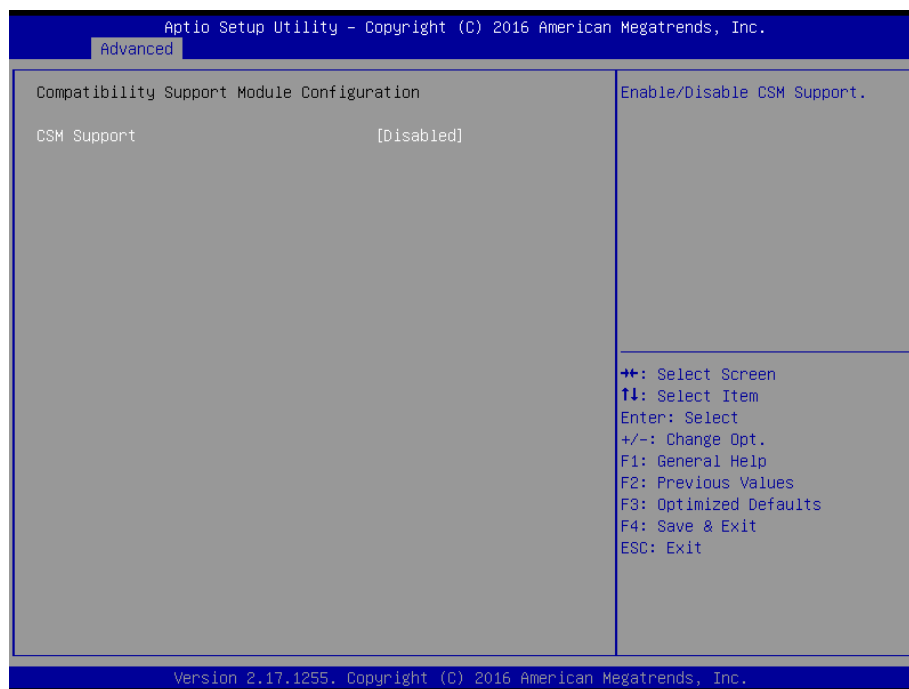 Aptio Setup Utility – Copyright (C) 2016 American Megatrends, Inc.
Advanced
Compatibility Support Module Configuration
CSM Support [Disabled]
Enable/Disable CSM Support.
→←: Select Screen
↑↓: Select Item
Enter: Select
+/-: Change Opt.
F1: General Help
F2: Previous Values
F3: Optimized Defaults
F4: Save & Exit
ESC: Exit
Version 2.17.1255. Copyright (C) 2016 American Megatrends, Inc.